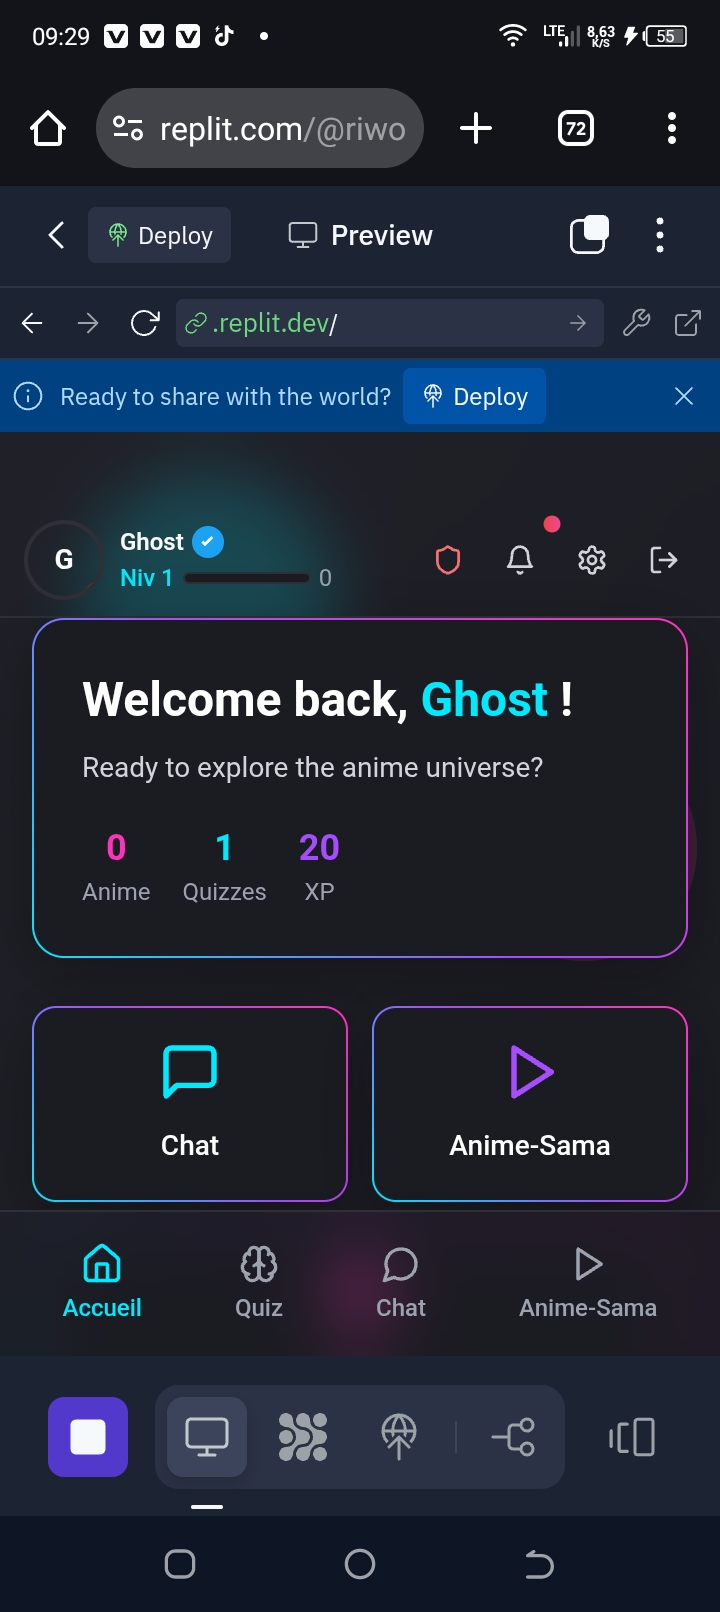 09:29
LTE
8,63
K/S
55
replit.com/@riwo
72
Deploy
Preview
.replit.dev/
Ready to share with the world?
Deploy
G
Ghost
Niv 1
0
Welcome back, Ghost !
Ready to explore the anime universe?
0 1 20
Anime Quizzes XP
Chat
Anime-Sama
Accueil
Quiz
Chat
Anime-Sama